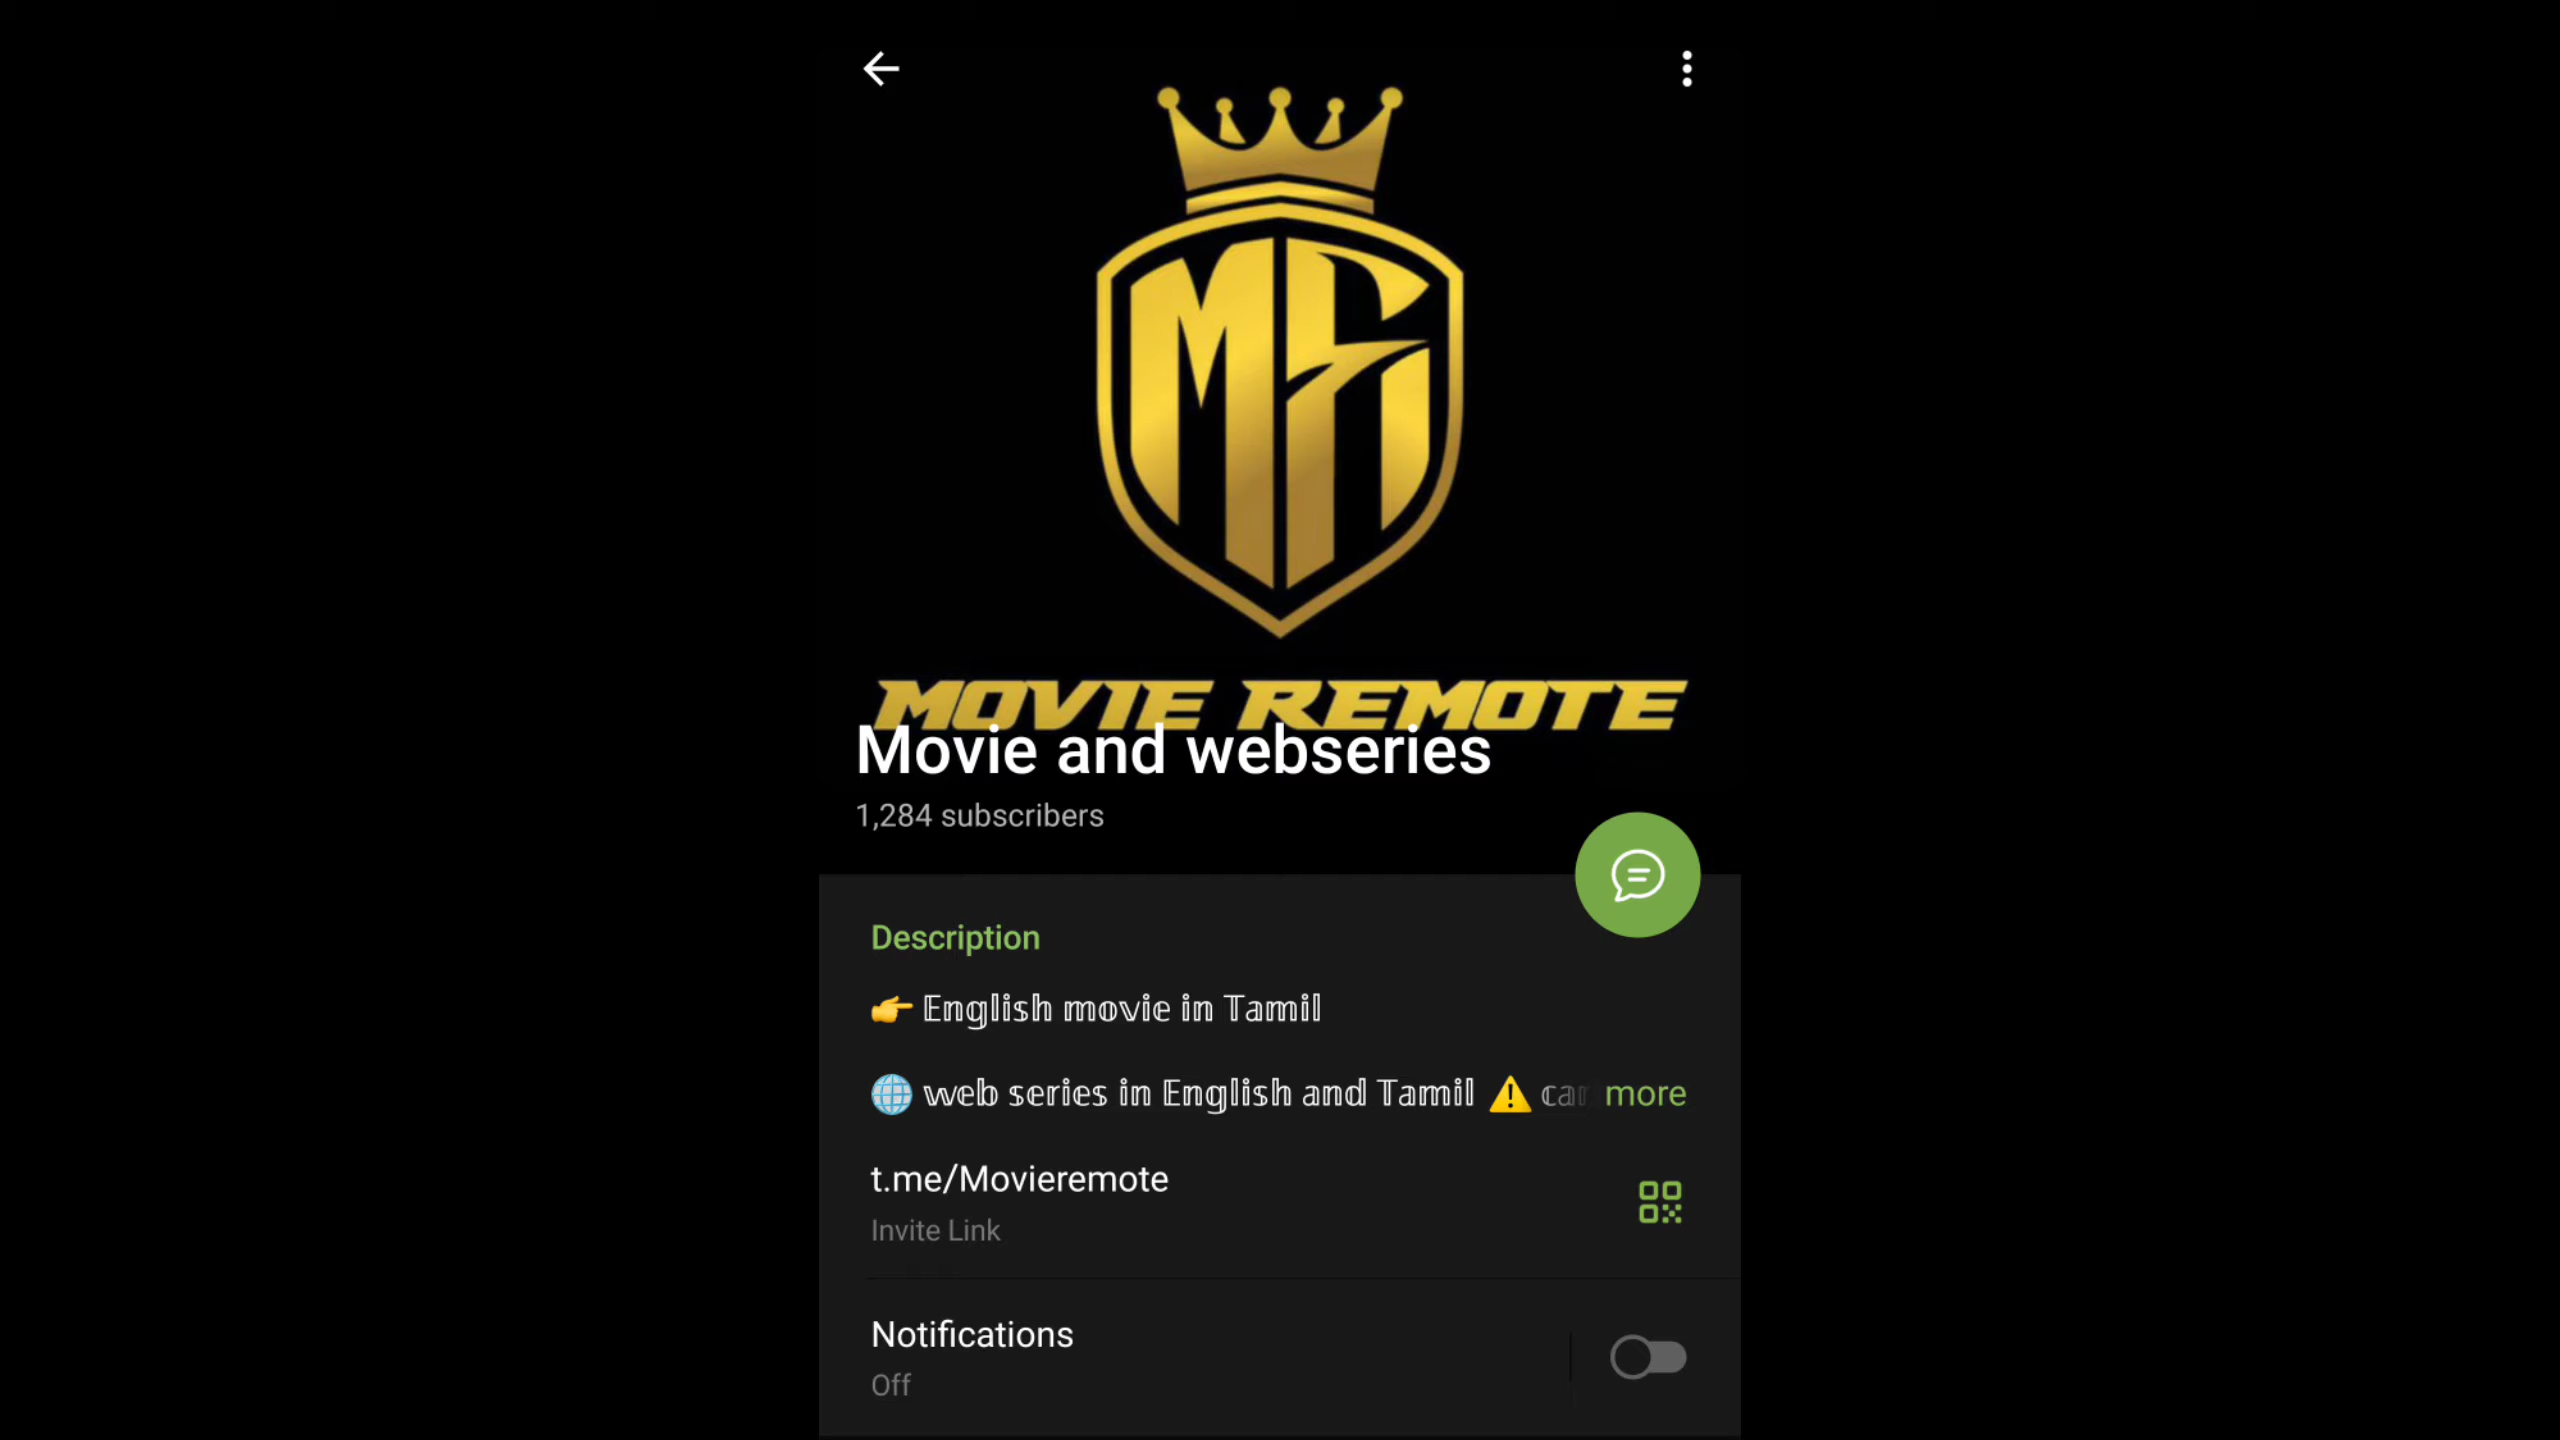 MR
MOVIE REMOTE
Movie and webseries
1,284 subscribers
Description
👉 English movie in Tamil
🌐 web series in English and Tamil ⚠️ more
t.me/Movieremote
Invite Link
Notifications
Off